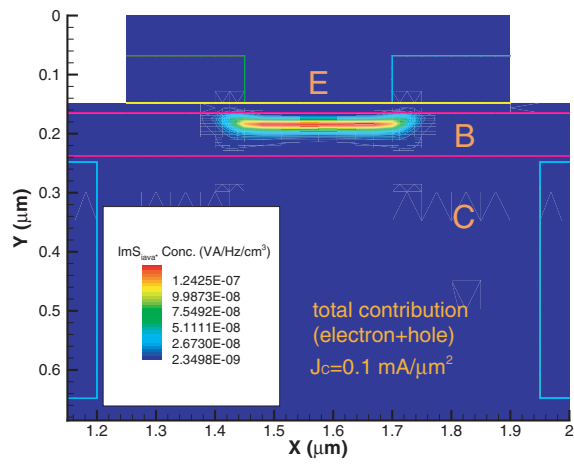 0
0.1
0.2
0.3
0.4
0.5
0.6
Y (μm)
E
B
C
ImS_iava* Conc. (VA/Hz/cm³)
1.2425E-07
9.9873E-08
7.5492E-08
5.1111E-08
2.6730E-08
2.3498E-09
total contribution
(electron+hole)
J_C=0.1 mA/μm²
1.2 1.3 1.4 1.5 1.6 1.7 1.8 1.9 2
X (μm)